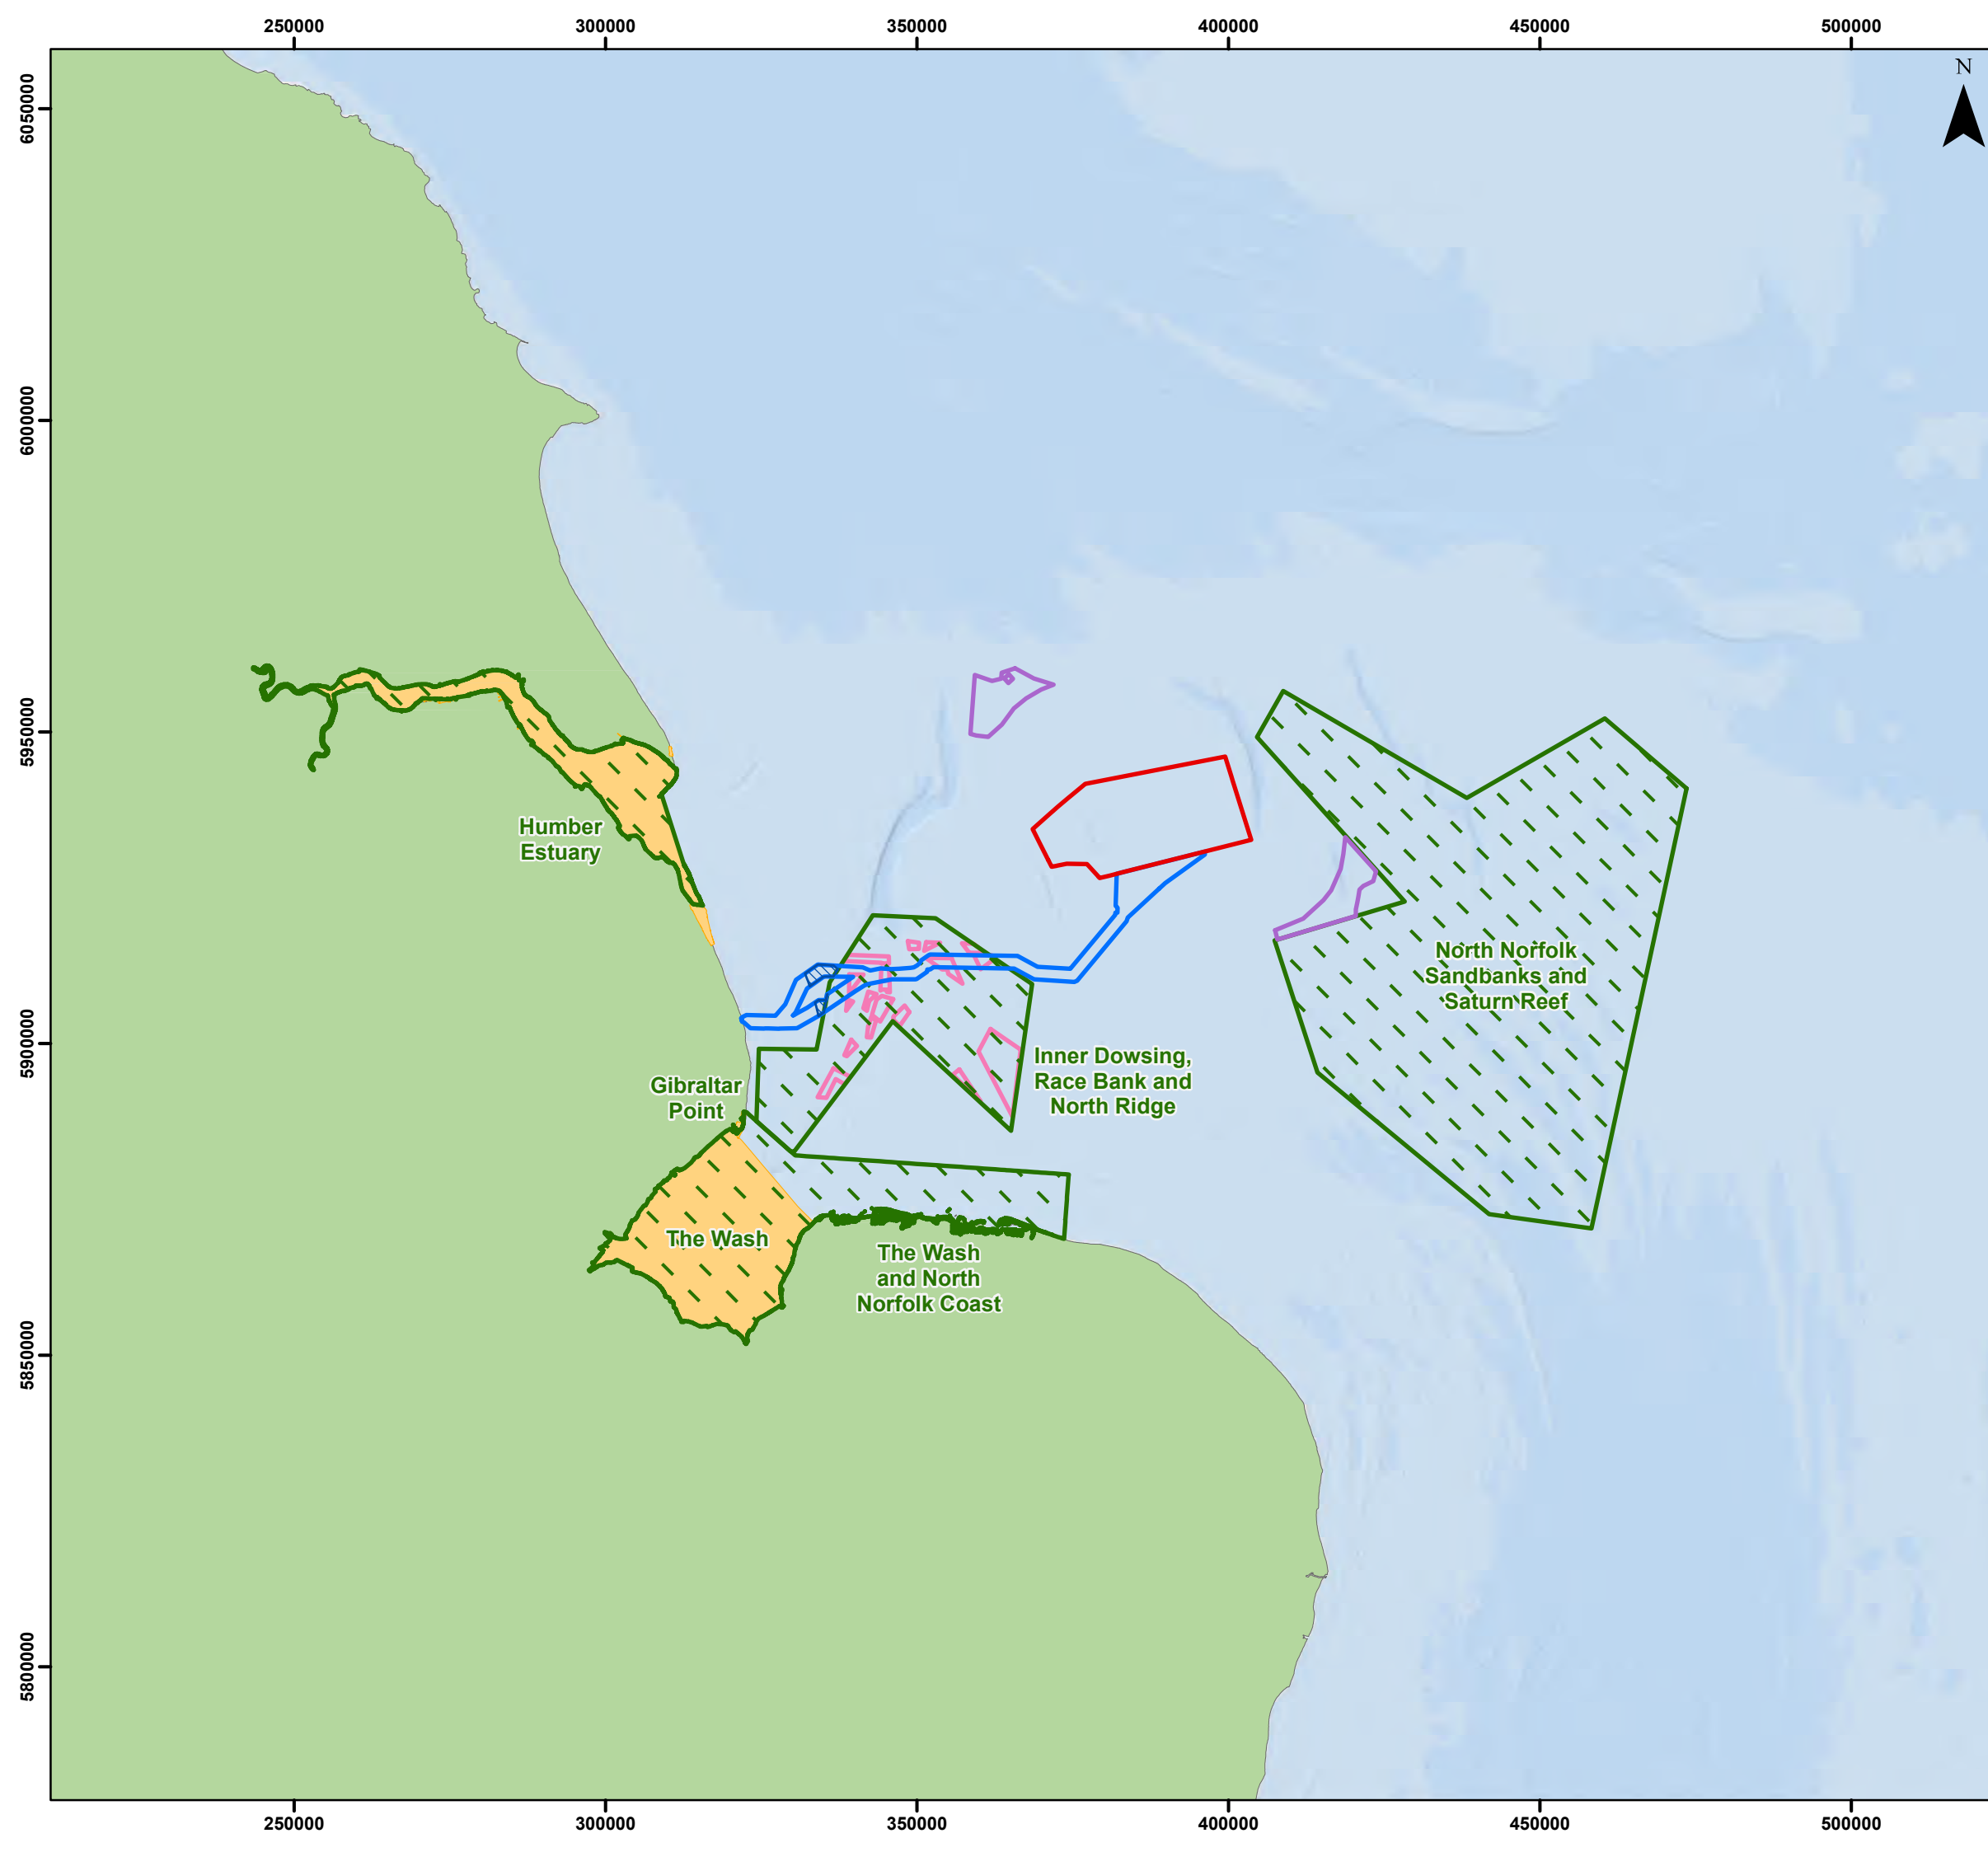 250000 300000 350000 400000 450000 500000
N
6050000
6000000
5950000
5900000
5850000
5800000
Humber
Estuary
North Norfolk
Sandbanks and
Saturn Reef
Inner Dowsing,
Race Bank and
North Ridge
Gibraltar
Point
The Wash
The Wash
and North
Norfolk Coast
250000 300000 350000 400000 450000 500000